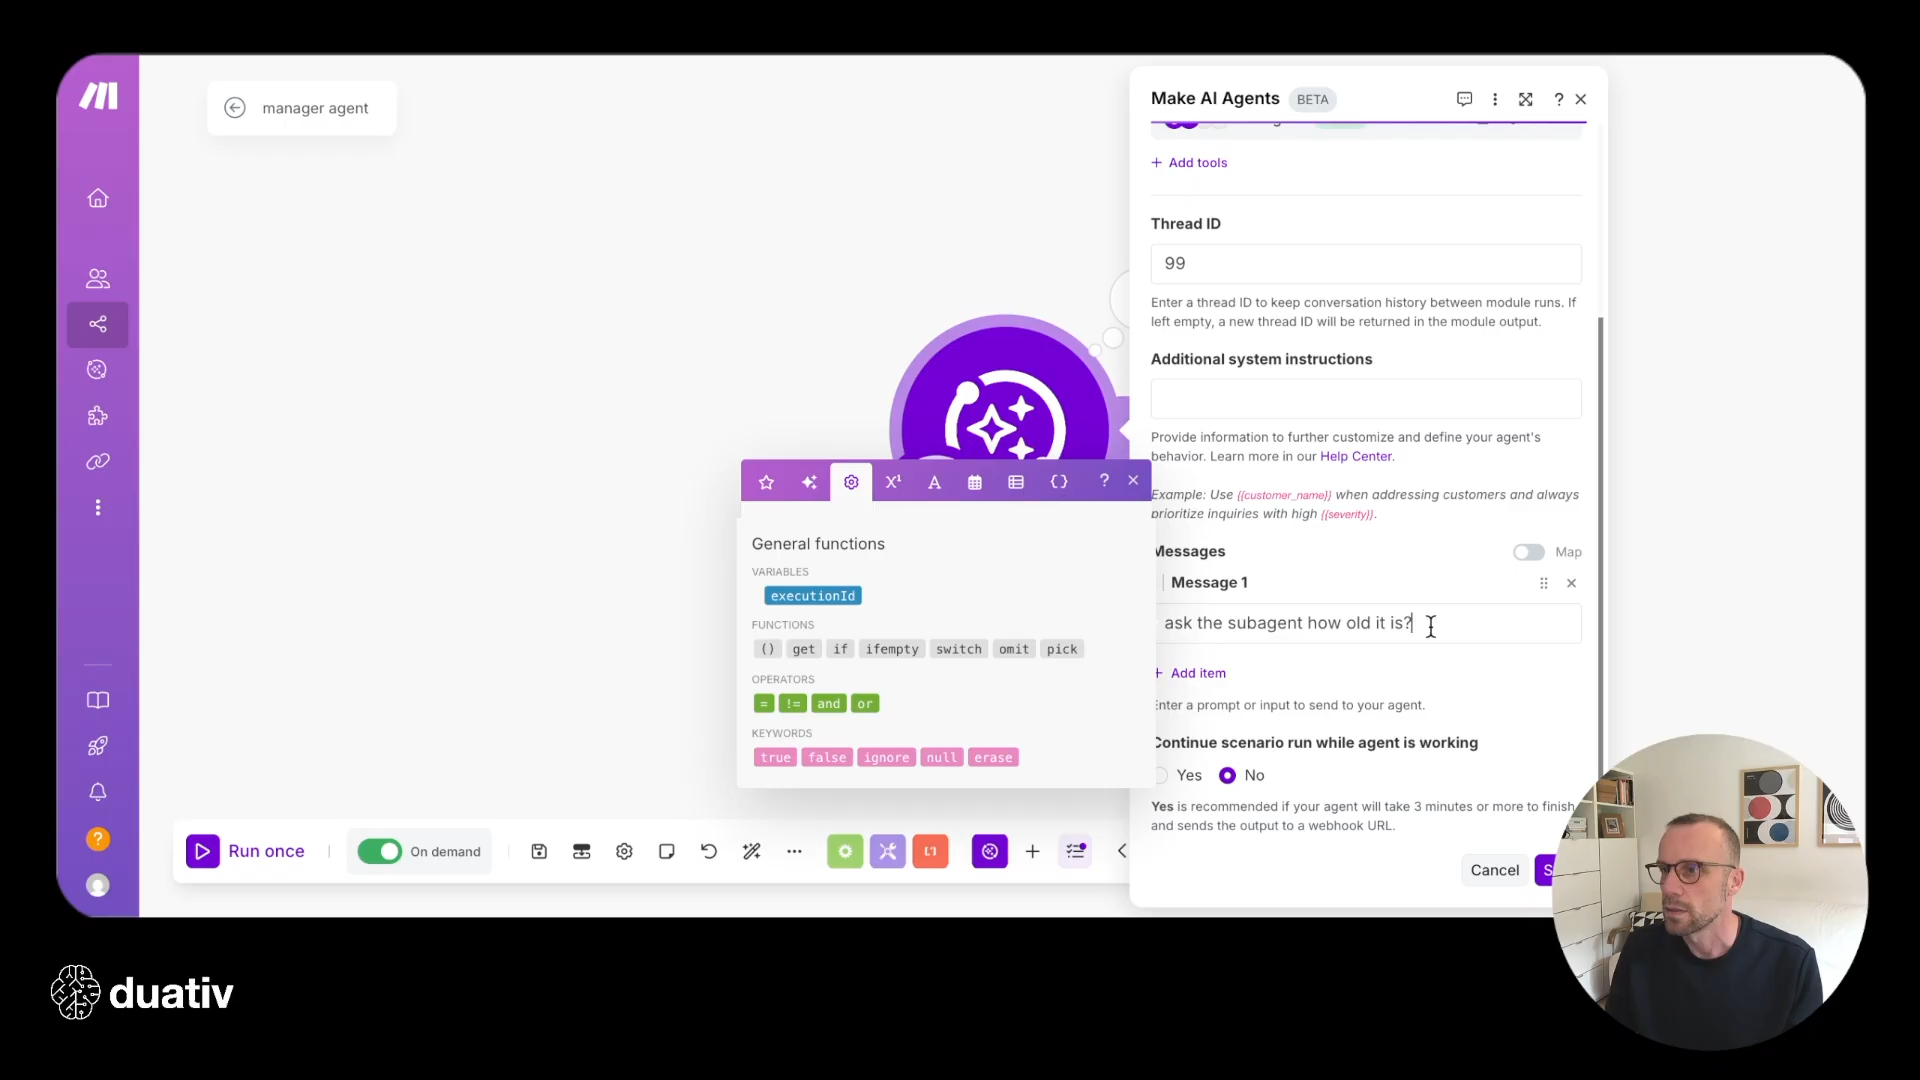 manager agent
Make AI Agents BETA
?
+ Add tools
Thread ID
99
Enter a thread ID to keep conversation history between module runs. If
left empty, a new thread ID will be returned in the module output.
Additional system instructions
Provide information to further customize and define your agent's
behavior. Learn more in our Help Center.
Example: Use {{customer_name}} when addressing customers and always
prioritize inquiries with high {{severity}}.
Messages Map
Message 1
ask the subagent how old it is?
+ Add item
Enter a prompt or input to send to your agent.
Continue scenario run while agent is working
Yes No
Yes is recommended if your agent will take 3 minutes or more to finish
and sends the output to a webhook URL.
Cancel S
X¹ A {} ?
General functions
VARIABLES
executionId
FUNCTIONS
() get if ifempty switch omit pick
OPERATORS
= != and or
KEYWORDS
true false ignore null erase
?
Run once
On demand
duativ